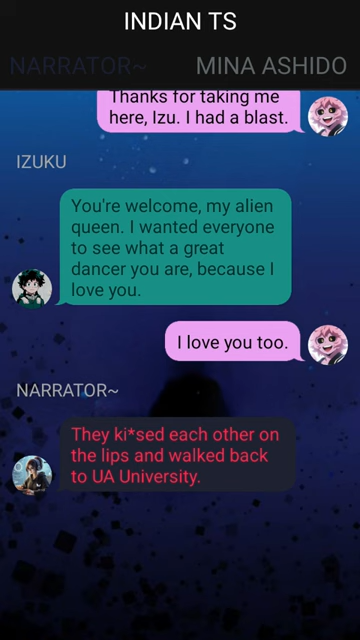 INDIAN TS
NARRATOR~ MINA ASHIDO
Thanks for taking me
here, Izu. I had a blast.
IZUKU
You're welcome, my alien
queen. I wanted everyone
to see what a great
dancer you are, because I
love you.
I love you too.
NARRATOR~
They ki*sed each other on
the lips and walked back
to UA University.